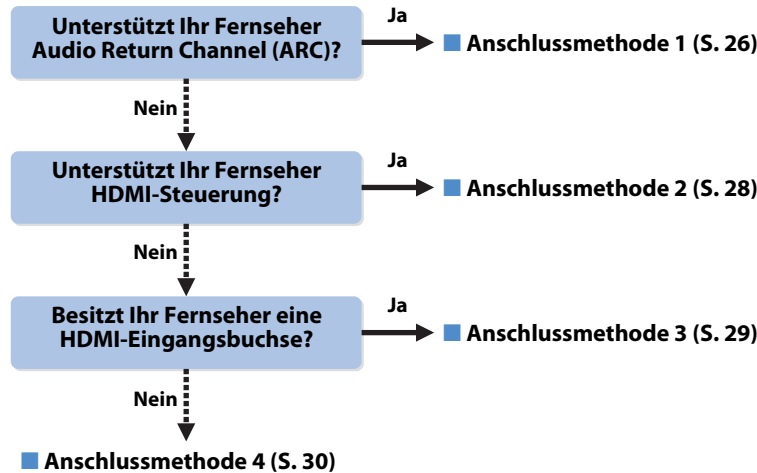 Unterstützt Ihr Fernseher
Audio Return Channel (ARC)?
Ja
Anschlussmethode 1 (S. 26)
Nein
Unterstützt Ihr Fernseher
HDMI-Steuerung?
Ja
Anschlussmethode 2 (S. 28)
Nein
Besitzt Ihr Fernseher eine
HDMI-Eingangsbuchse?
Ja
Anschlussmethode 3 (S. 29)
Nein
Anschlussmethode 4 (S. 30)